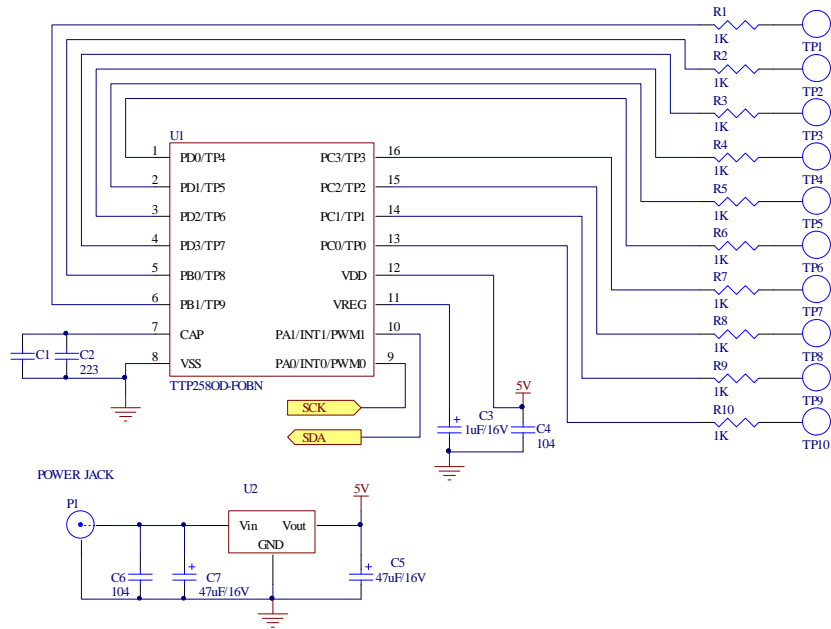 R1
1K
TP1
R2
1K
TP2
R3
1K
TP3
R4
1K
TP4
R5
1K
TP5
R6
1K
TP6
R7
1K
TP7
R8
1K
TP8
R9
1K
TP9
R10
1K
TP10
U1
1 PD0/TP4 PC3/TP3 16
2 PD1/TP5 PC2/TP2 15
3 PD2/TP6 PC1/TP1 14
4 PD3/TP7 PC0/TP0 13
5 PB0/TP8 VDD 12
6 PB1/TP9 VREG 11
7 CAP PA1/INT1/PWM1 10
8 VSS PA0/INT0/PWM0 9
TTP258OD-FOBN
C1
C2
223
SCK
SDA
C3
1uF/16V
5V
C4
104
POWER JACK
P1
U2
Vin Vout
GND
5V
C6
104
C7
47uF/16V
C5
47uF/16V